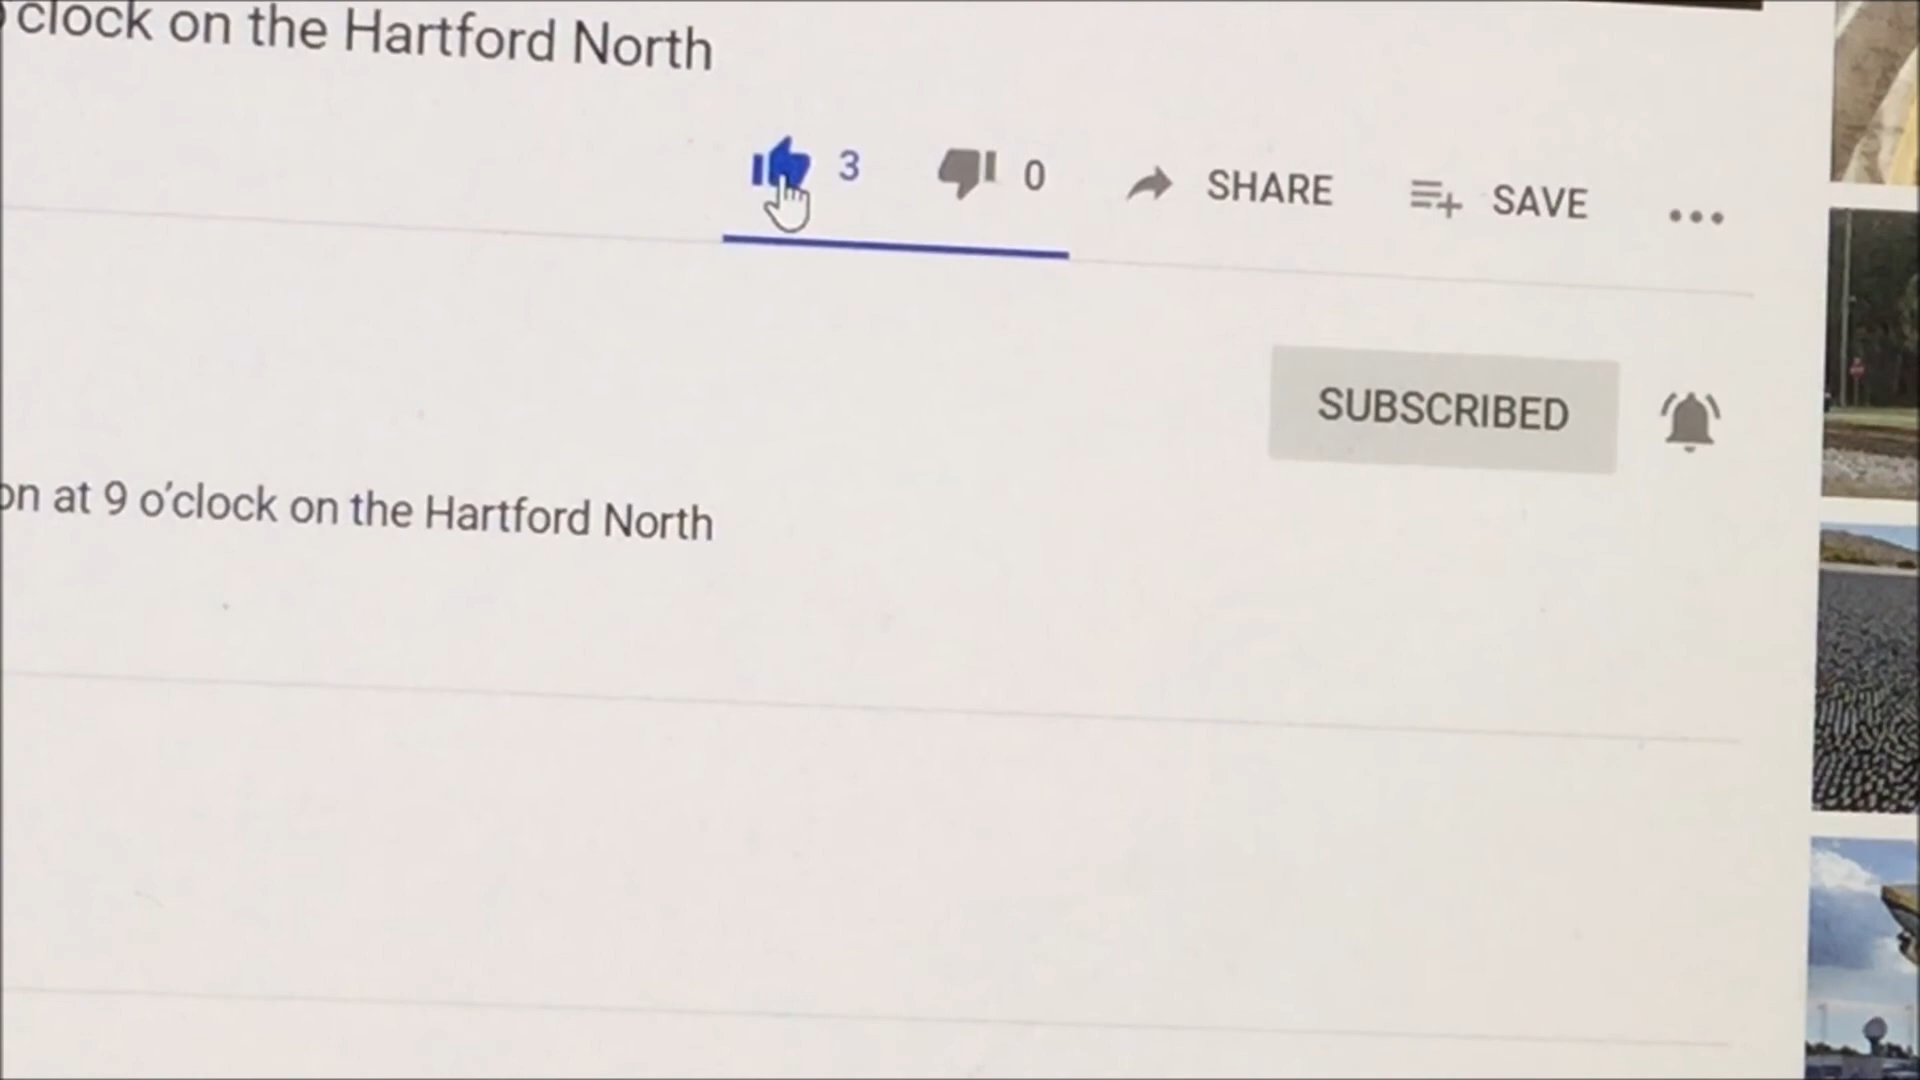 o'clock on the Hartford North
3 0 SHARE SAVE
SUBSCRIBED
on at 9 o'clock on the Hartford North